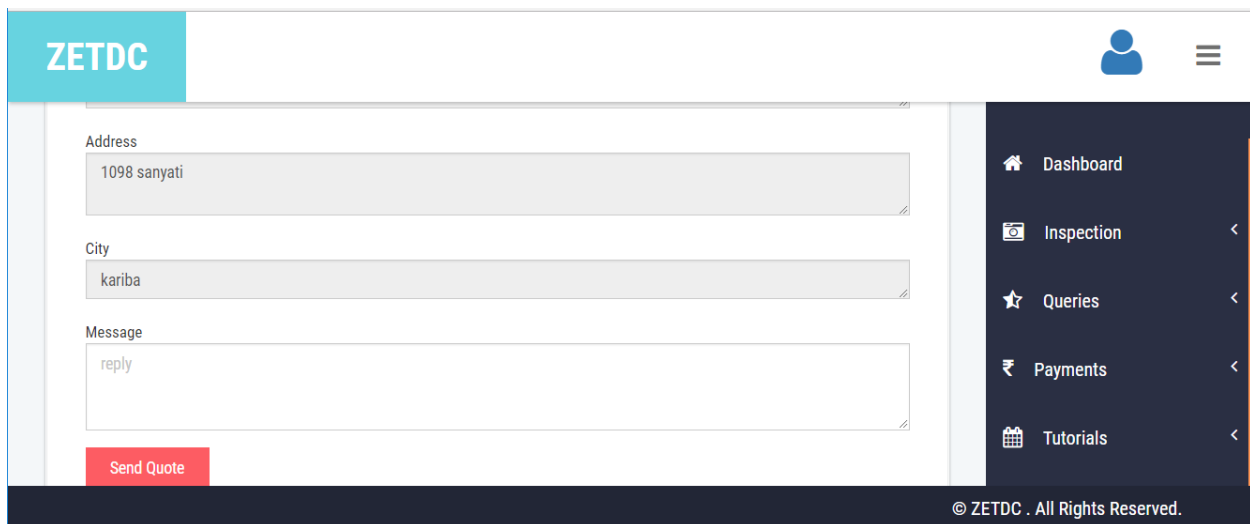 ZETDC
Address
1098 sanyati
City
kariba
Message
reply
Send Quote
Dashboard
Inspection
Queries
₹ Payments
Tutorials
© ZETDC . All Rights Reserved.